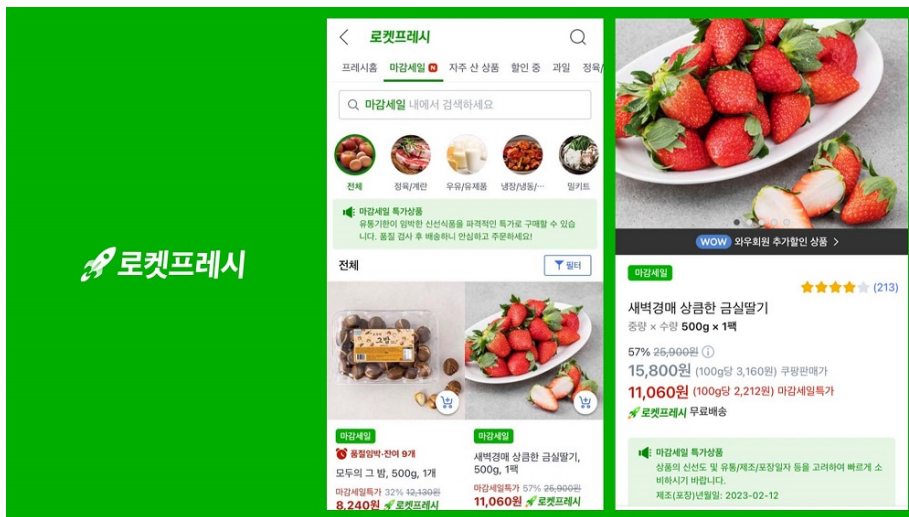 로켓프레시
로켓프레시
프레시홈 마감세일 N 자주 산 상품 할인 중 과일 정육/
마감세일 내에서 검색하세요
전체 정육/계란 우유/유제품 냉장/냉동/… 밀키트
마감세일 특가상품
유통기한이 임박한 신선식품을 파격적인 특가로 구매할 수 있습
니다. 품질 검사 후 배송하니 안심하고 주문하세요!
전체 필터
그밤
마감세일
품절임박·잔여 9개
모두의 그 밤, 500g, 1개
마감세일특가 32% 12,130원
8,240원 로켓프레시
마감세일
새벽경매 상큼한 금실딸기,
500g, 1팩
마감세일특가 57% 25,900원
11,060원 로켓프레시
WOW 와우회원 추가할인 상품 >
마감세일
(213)
새벽경매 상큼한 금실딸기
중량 × 수량 500g × 1팩
57% 25,900원
15,800원 (100g당 3,160원) 쿠팡판매가
11,060원 (100g당 2,212원) 마감세일특가
로켓프레시 무료배송
마감세일 특가상품
상품의 신선도 및 유통/제조/포장일자 등을 고려하여 빠르게 소
비하시기 바랍니다.
제조(포장)년월일: 2023-02-12